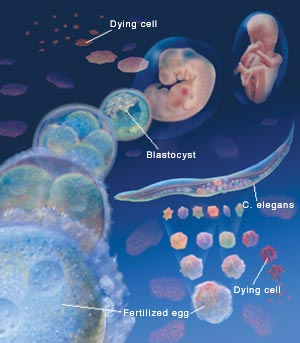 Dying cell
Blastocyst
C. elegans
Dying cell
Fertilized egg